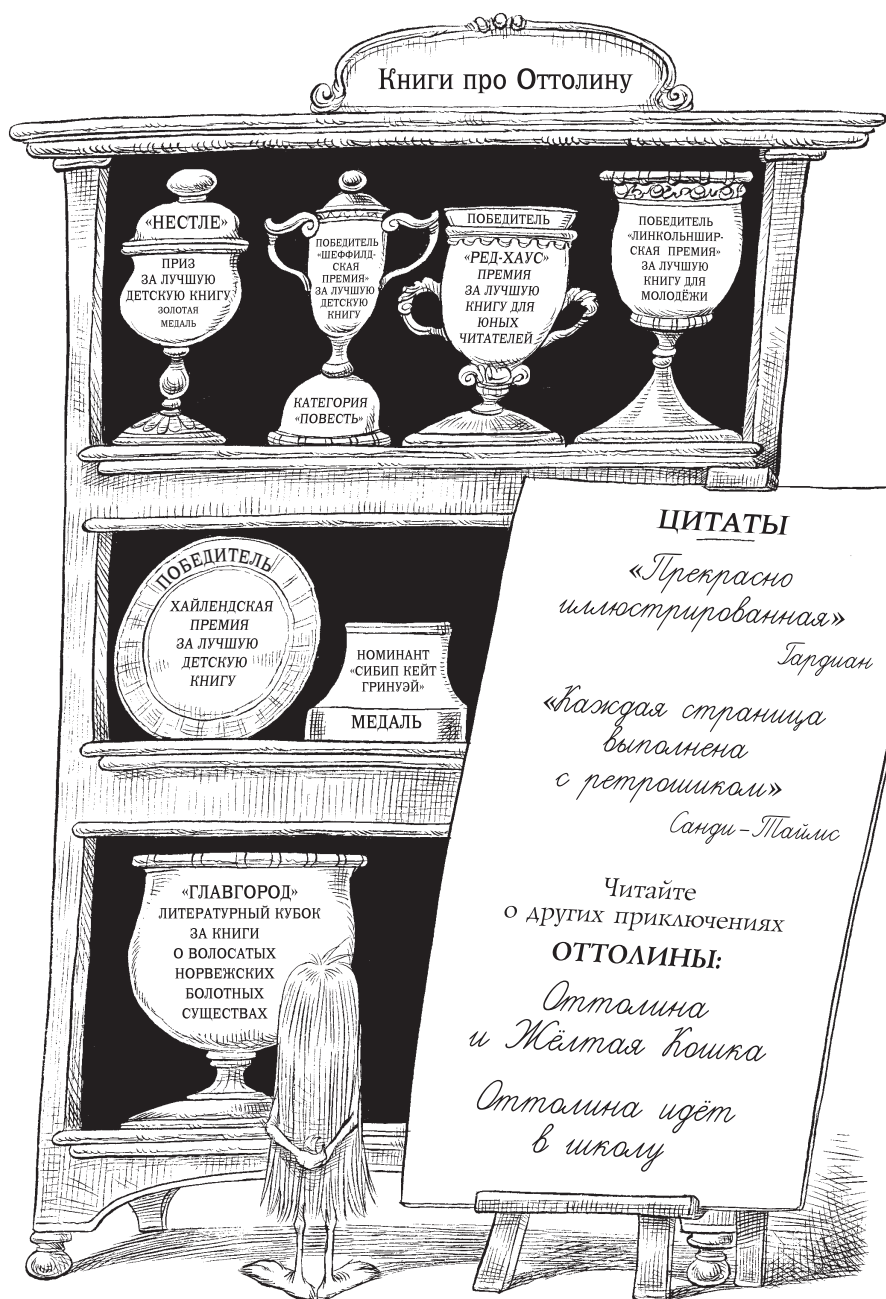 Книги про Оттолину
«НЕСТЛЕ»
ПРИЗ
ЗА ЛУЧШУЮ
ДЕТСКУЮ КНИГУ
ЗОЛОТАЯ
МЕДАЛЬ
ПОБЕДИТЕЛЬ
«ШЕФФИЛД-
СКАЯ
ПРЕМИЯ»
ЗА ЛУЧШУЮ
ДЕТСКУЮ
КНИГУ
КАТЕГОРИЯ
«ПОВЕСТЬ»
ПОБЕДИТЕЛЬ
«РЕД-ХАУС»
ПРЕМИЯ
ЗА ЛУЧШУЮ
КНИГУ ДЛЯ
ЮНЫХ
ЧИТАТЕЛЕЙ
ПОБЕДИТЕЛЬ
«ЛИНКОЛЬНШИР-
СКАЯ ПРЕМИЯ»
ЗА ЛУЧШУЮ
КНИГУ ДЛЯ
МОЛОДЁЖИ
ПОБЕДИТЕЛЬ
ХАЙЛЕНДСКАЯ
ПРЕМИЯ
ЗА ЛУЧШУЮ
ДЕТСКУЮ
КНИГУ
НОМИНАНТ
«СИБИП КЕЙТ
ГРИНУЭЙ»
МЕДАЛЬ
«ГЛАВГОРОД»
ЛИТЕРАТУРНЫЙ КУБОК
ЗА КНИГИ
О ВОЛОСАТЫХ
НОРВЕЖСКИХ
БОЛОТНЫХ
СУЩЕСТВАХ
ЦИТАТЫ
«Прекрасно
иллюстрированная»
Гардиан
«Каждая страница
выполнена
с ретрошиком»
Санди-Таймс
Читайте
о других приключениях
ОТТОЛИНЫ:
Оттолина
и Жёлтая Кошка
Оттолина идёт
в школу